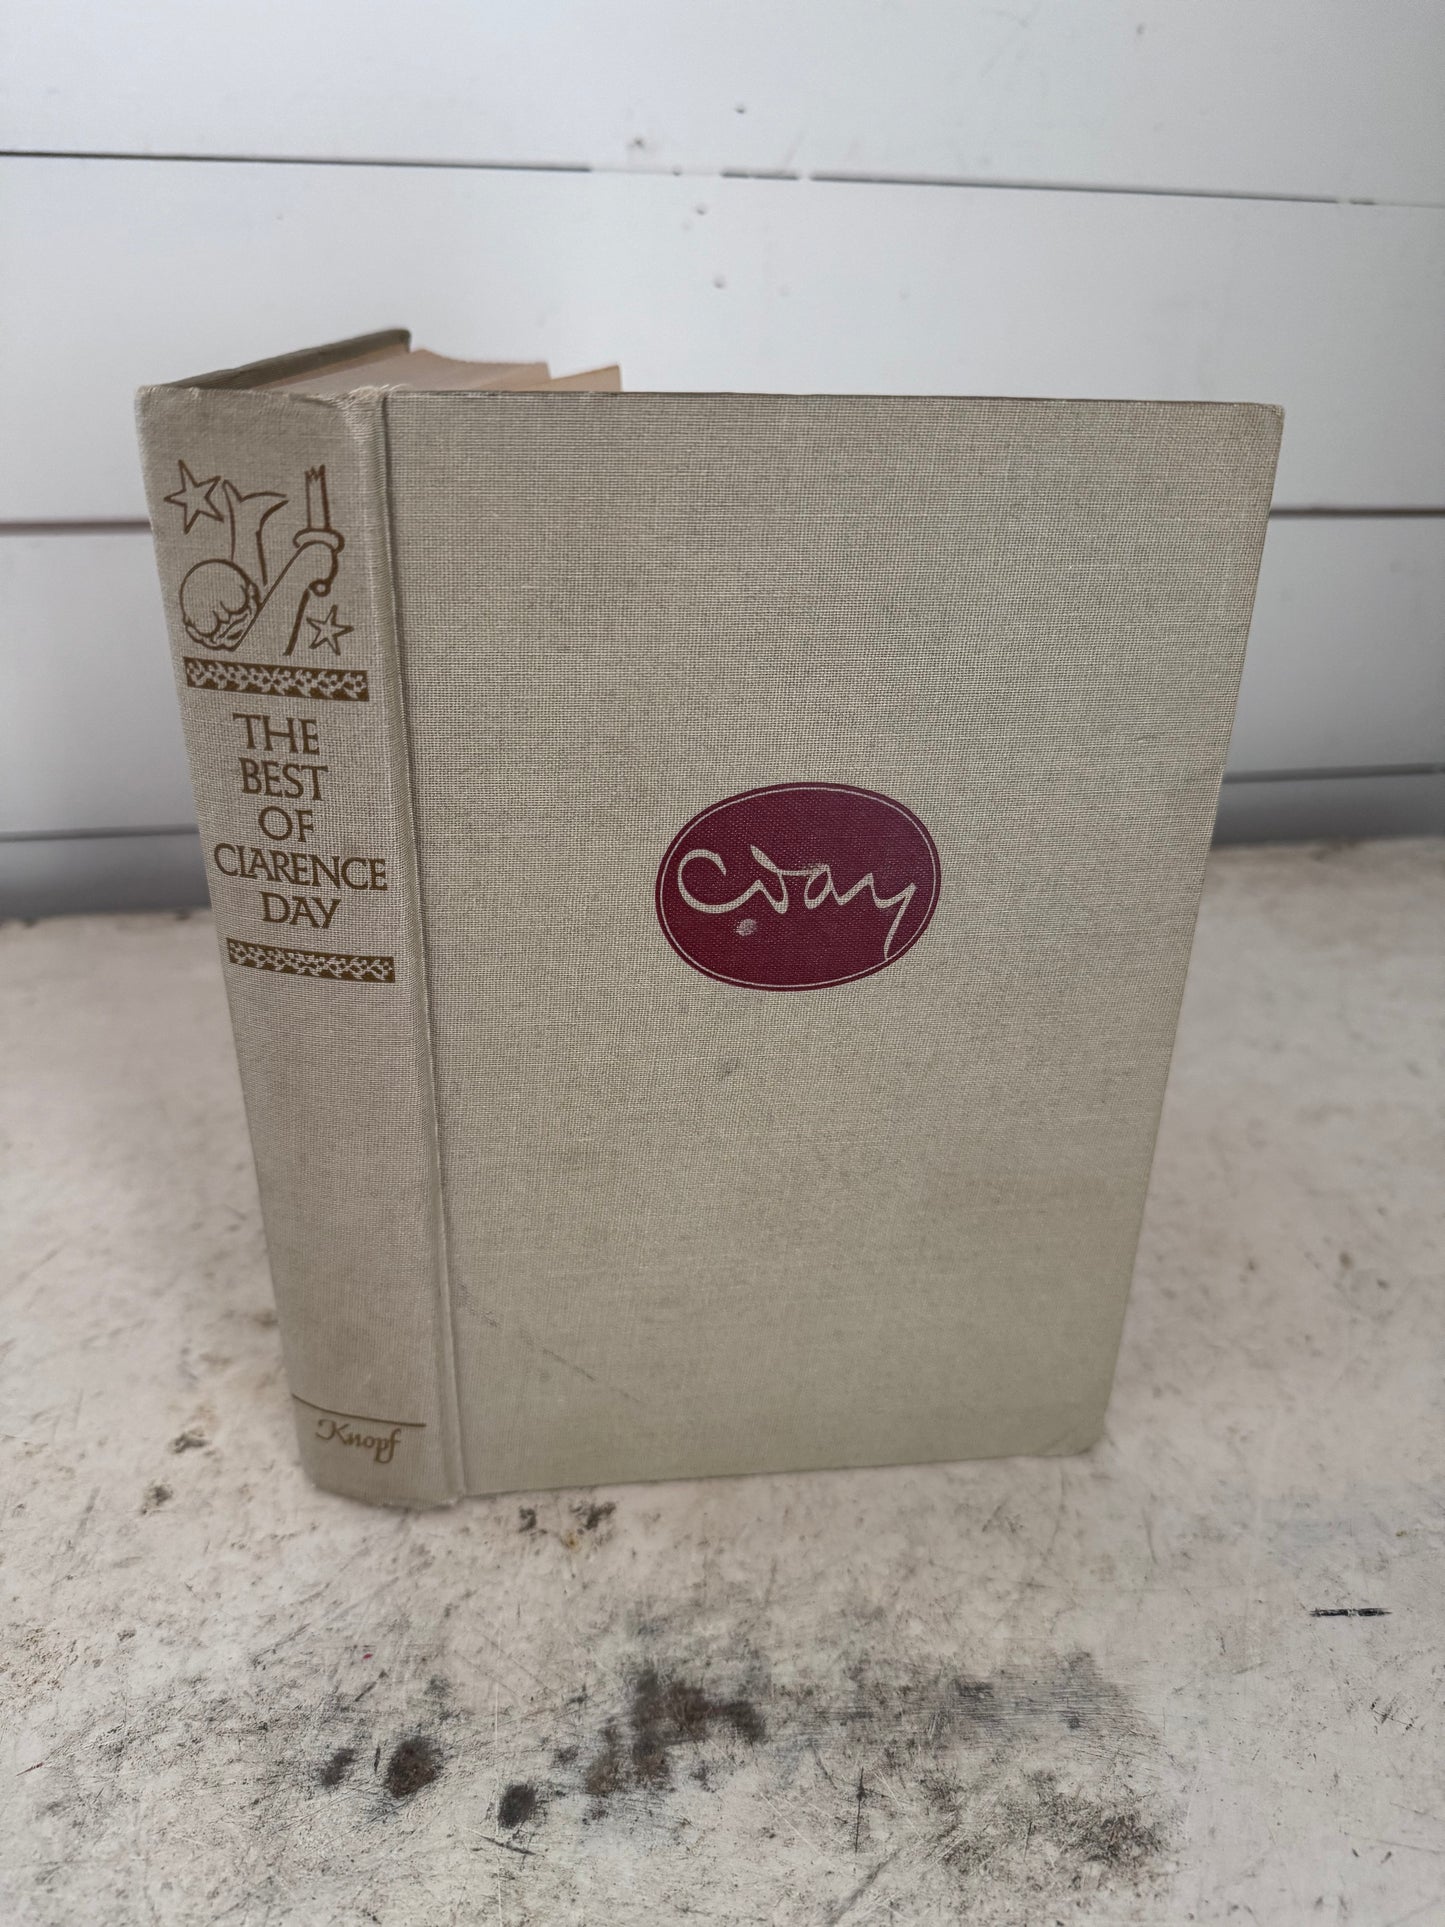 THE
BEST
OF
CLARENCE
DAY
Knopf
C. Day